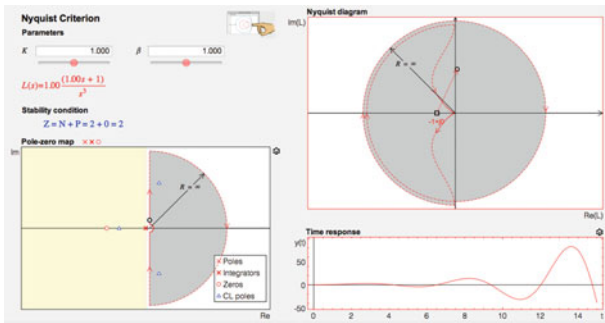 Nyquist Criterion
Parameters
K 1.000 β 1.000
L(s)=1.00 (1.00s + 1) / s³
Stability condition
Z = N + P = 2 + 0 = 2
Pole-zero map
Im
R = ∞
Poles
Integrators
Zeros
CL poles
Re
Nyquist diagram
Im(L)
R = ∞
-1+j0
Re(L)
Time response
y(t)
50
0
-50
0 2 4 6 8 10 12 14 t